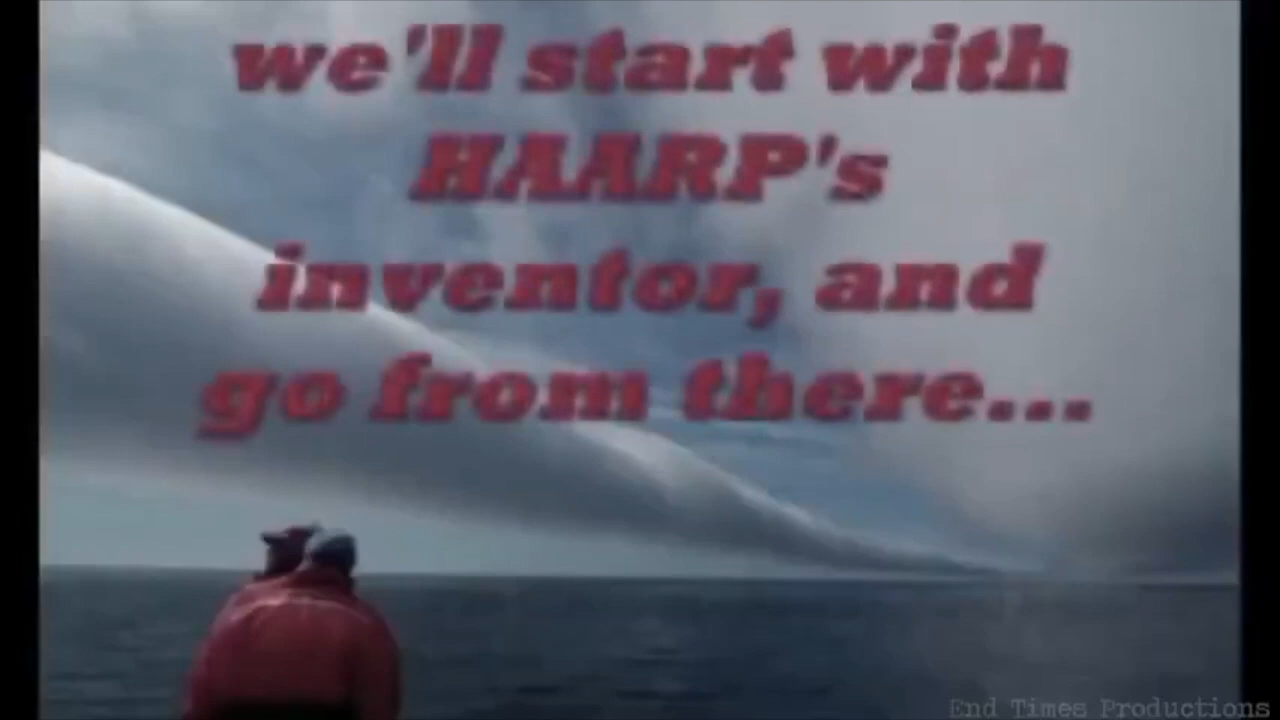 we'll start with
HAARP's
inventor, and
go from there...
End Times Productions